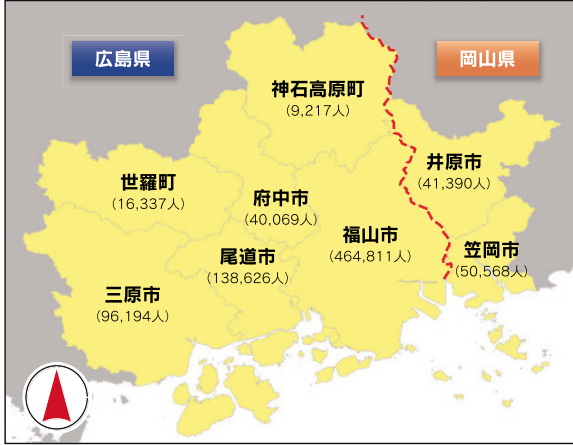 広島県
岡山県
神石高原町
(9,217人)
井原市
(41,390人)
世羅町
(16,337人)
府中市
(40,069人)
福山市
(464,811人)
尾道市
(138,626人)
笠岡市
(50,568人)
三原市
(96,194人)